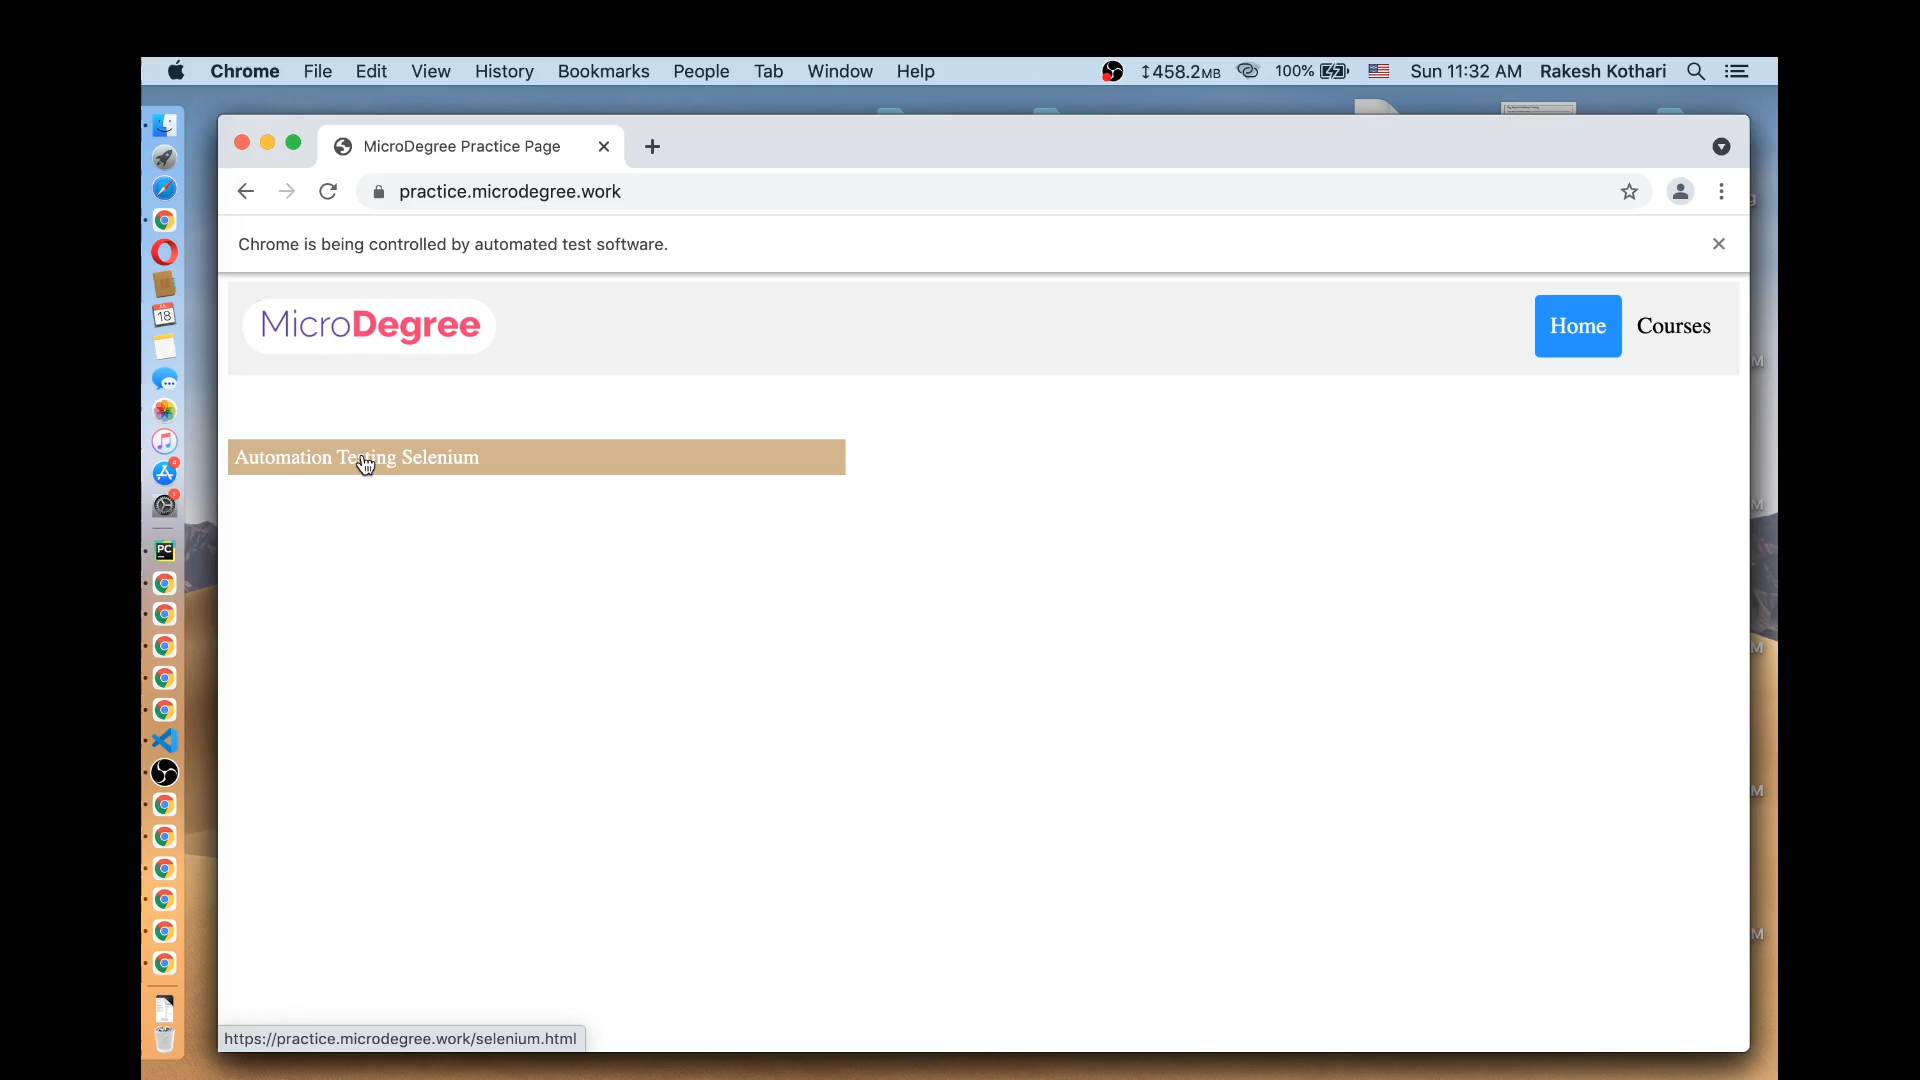 Chrome File Edit View History Bookmarks People Tab Window Help 458.2MB 100% Sun 11:32 AM Rakesh Kothari
MicroDegree Practice Page
practice.microdegree.work
Chrome is being controlled by automated test software.
MicroDegree Home Courses
Automation Testing Selenium
https://practice.microdegree.work/selenium.html
18
PC
M
M
M
M
M